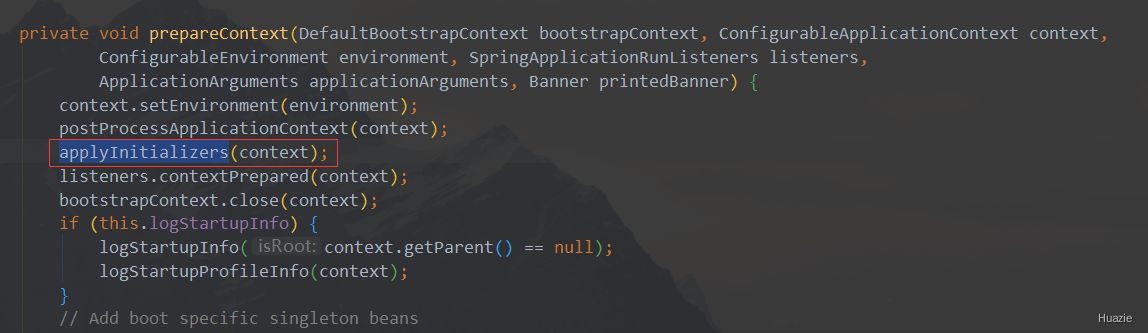 private void prepareContext(DefaultBootstrapContext bootstrapContext, ConfigurableApplicationContext context,
ConfigurableEnvironment environment, SpringApplicationRunListeners listeners,
ApplicationArguments applicationArguments, Banner printedBanner) {
context.setEnvironment(environment);
postProcessApplicationContext(context);
applyInitializers(context);
listeners.contextPrepared(context);
bootstrapContext.close(context);
if (this.logStartupInfo) {
logStartupInfo( isRoot: context.getParent() == null);
logStartupProfileInfo(context);
}
// Add boot specific singleton beans
Huazie